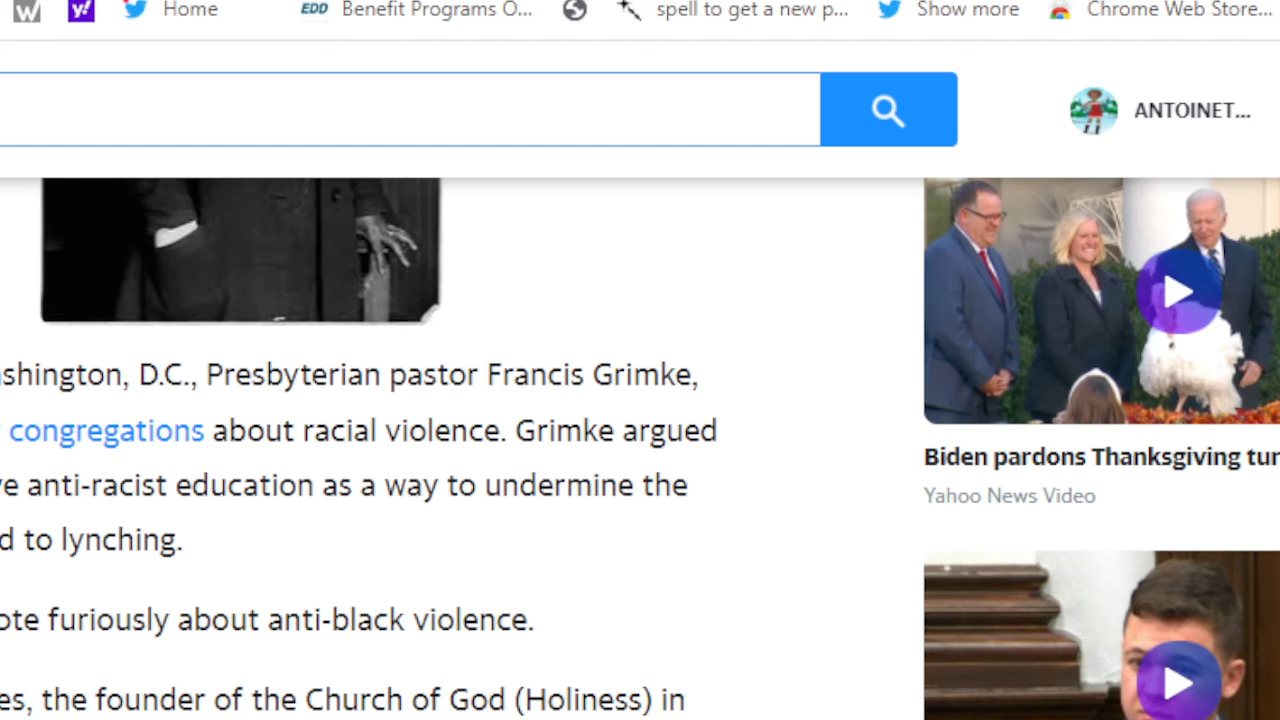 W y! Home EDD Benefit Programs O... spell to get a new p... Show more Chrome Web Store...
ANTOINET...
shington, D.C., Presbyterian pastor Francis Grimke,
congregations about racial violence. Grimke argued
ve anti-racist education as a way to undermine the
d to lynching.
ote furiously about anti-black violence.
es, the founder of the Church of God (Holiness) in
Biden pardons Thanksgiving tur
Yahoo News Video